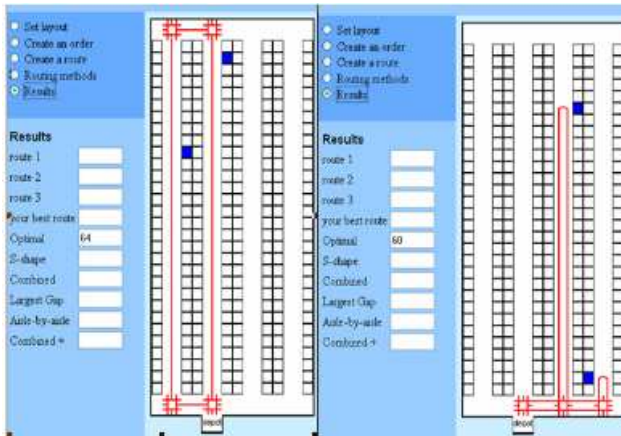 Set layout
Create an order
Create a route
Routing methods
Results
Results
route 1
route 2
route 3
your best route
Optimal 64
S-shape
Combined
Largest Gap
Aisle-by-aisle
Combined +
depot
Set layout
Create an order
Create a route
Routing methods
Results
Results
route 1
route 2
route 3
your best route
Optimal 60
S-shape
Combined
Largest Gap
Aisle-by-aisle
Combined +
depot